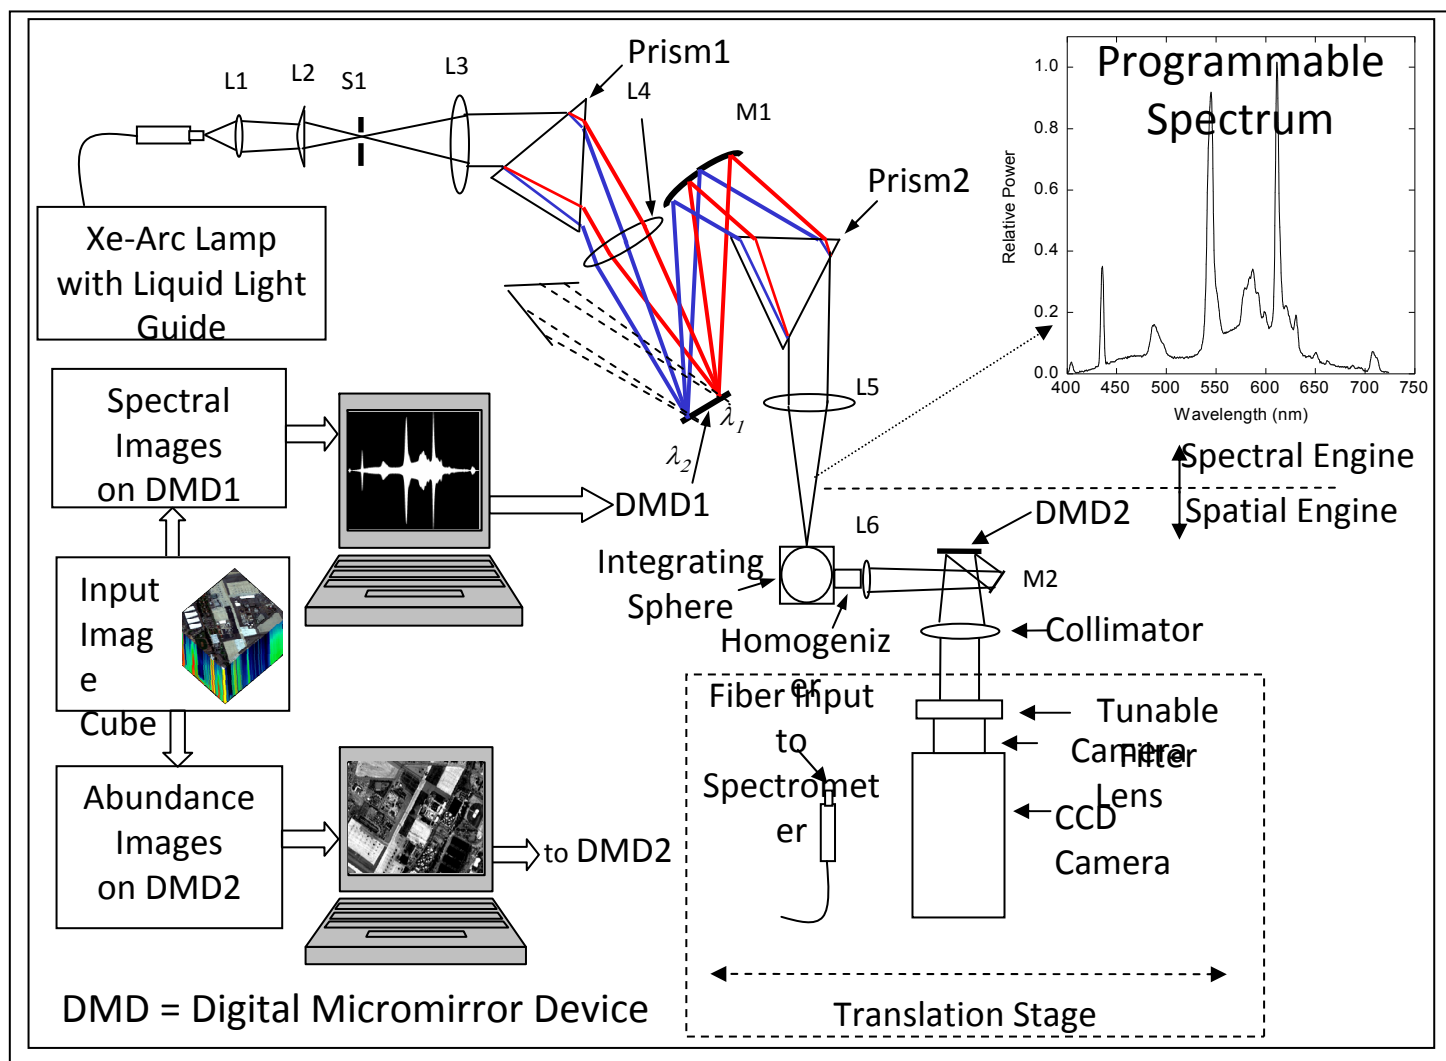 L1
L2
S1
L3
Prism1
L4
M1
Prism2
Xe-Arc Lamp
with Liquid Light
Guide
Programmable
Spectrum
Relative Power
1.0
0.8
0.6
0.4
0.2
0.0
400 450 500 550 600 650 700 750
Wavelength (nm)
L5
λ1
λ2
DMD1
Spectral
Images
on DMD1
Spectral Engine
Spatial Engine
Input
Imag
e
Cube
Integrating
Sphere
L6
DMD2
M2
Homogeniz
er
Collimator
Fiber Input
to
Spectromet
er
Tunable
Filter
Camera
Lens
CCD
Camera
Abundance
Images
on DMD2
to DMD2
Translation Stage
DMD = Digital Micromirror Device